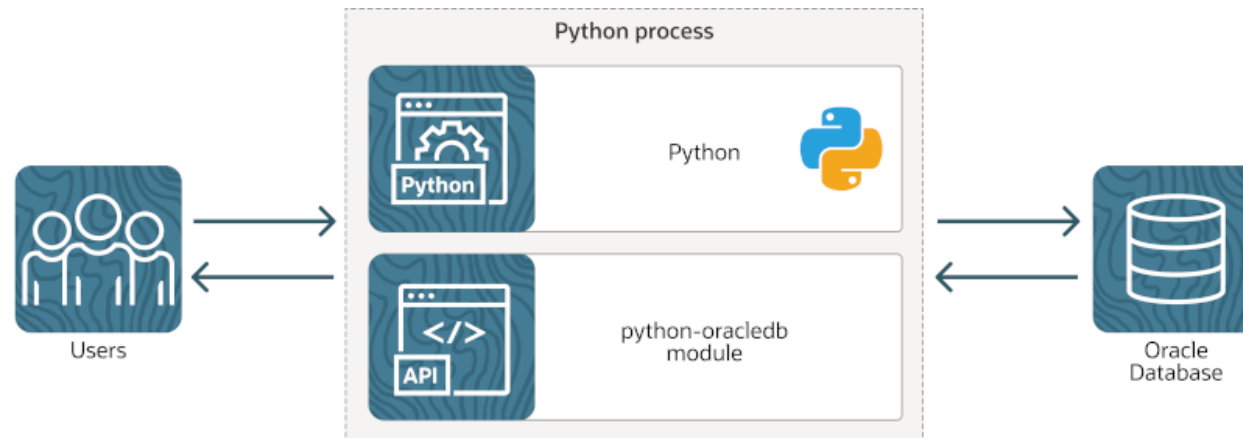 Python process
Python
Python
Users
python-oracledb
module
API
Oracle
Database